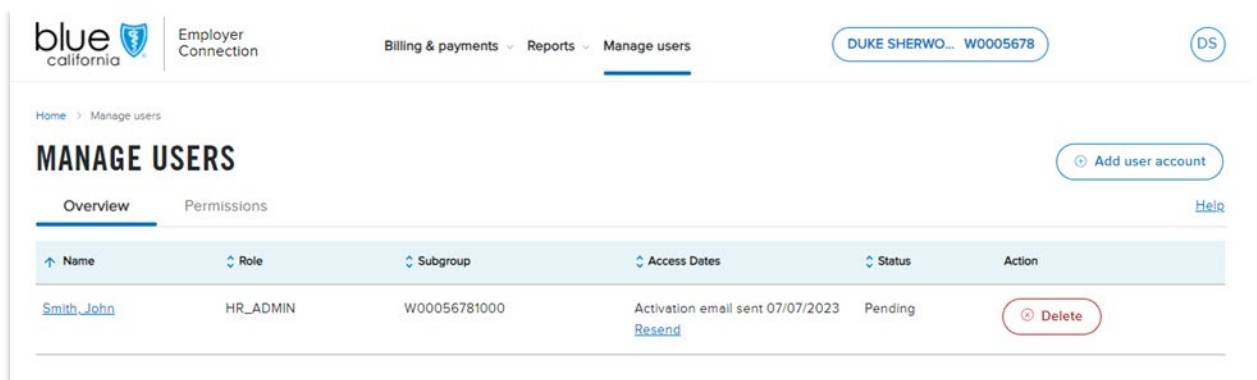 blue
california
Employer
Connection
Billing & payments Reports Manage users
DUKE SHERWO... W0005678
DS
Home > Manage users
MANAGE USERS
Add user account
Overview Permissions
Help
Name Role Subgroup Access Dates Status Action
Smith, John HR_ADMIN W00056781000 Activation email sent 07/07/2023 Pending Delete
Resend